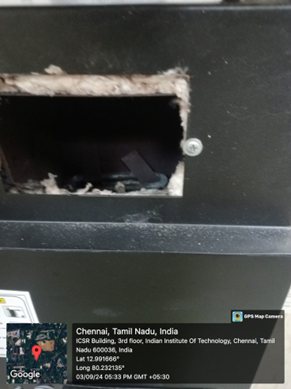 GPS Map Camera
Chennai, Tamil Nadu, India
ICSR Building, 3rd floor, Indian Institute Of Technology, Chennai, Tamil
Nadu 600036, India
Lat 12.991666°
Long 80.232135°
03/09/24 05:33 PM GMT +05:30
Google